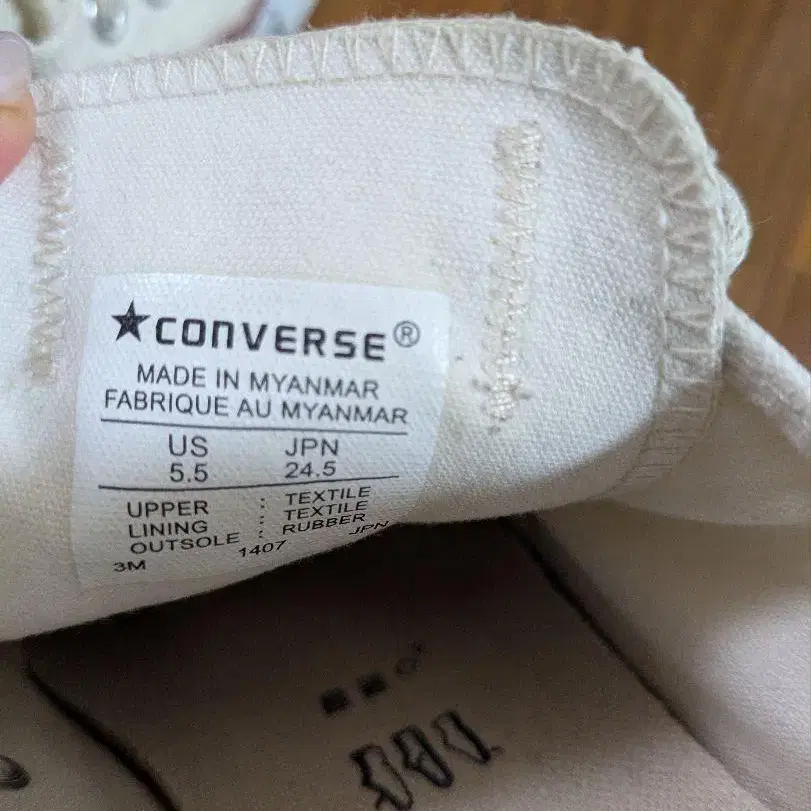 ★CONVERSE®
MADE IN MYANMAR
FABRIQUE AU MYANMAR
US JPN
5.5 24.5
UPPER : TEXTILE
LINING : TEXTILE
OUTSOLE : RUBBER
3M 1407 JPN